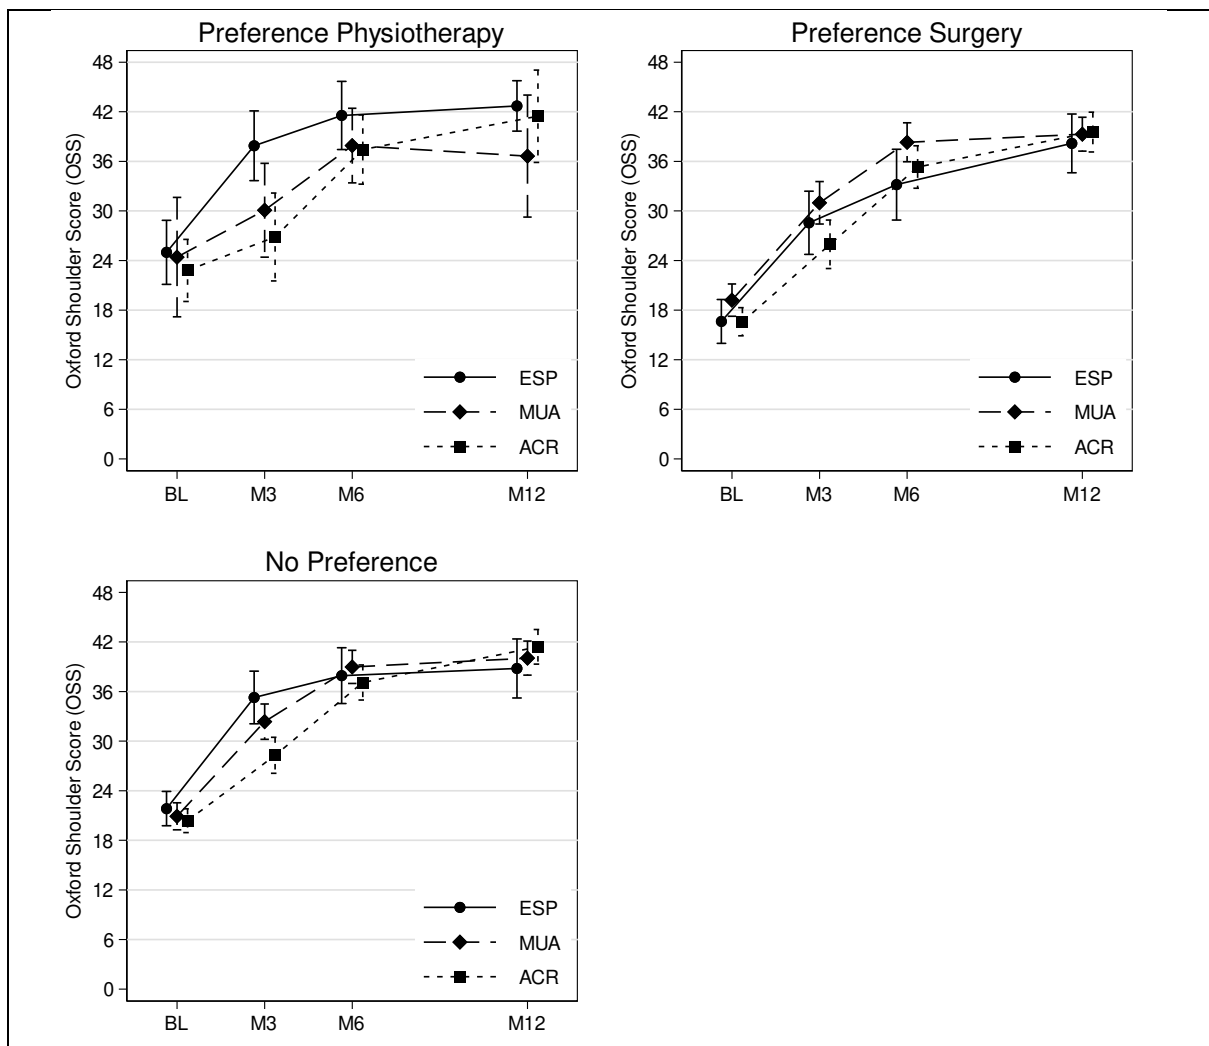 Preference Physiotherapy
Oxford Shoulder Score (OSS)
48
42
36
30
24
18
12
6
0
ESP
MUA
ACR
BL M3 M6 M12
Preference Surgery
Oxford Shoulder Score (OSS)
48
42
36
30
24
18
12
6
0
ESP
MUA
ACR
BL M3 M6 M12
No Preference
Oxford Shoulder Score (OSS)
48
42
36
30
24
18
12
6
0
ESP
MUA
ACR
BL M3 M6 M12